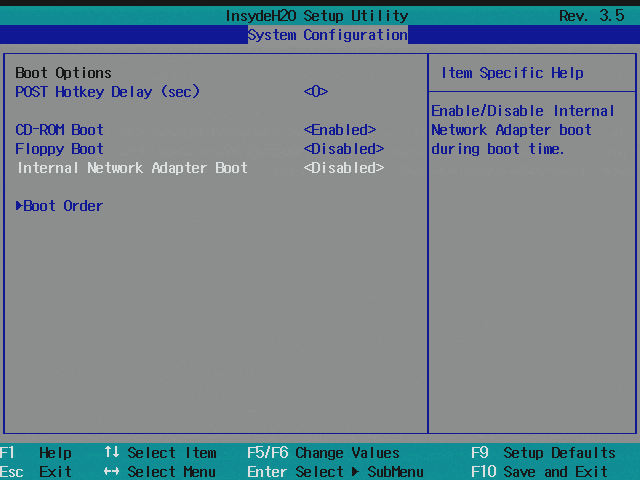 InsydeH2O Setup Utility Rev. 3.5
System Configuration
Boot Options
POST Hotkey Delay (sec) <0>
CD-ROM Boot <Enabled>
Floppy Boot <Disabled>
Internal Network Adapter Boot <Disabled>
▶Boot Order
Item Specific Help
Enable/Disable Internal
Network Adapter boot
during boot time.
F1 Help ↑↓ Select Item F5/F6 Change Values F9 Setup Defaults
Esc Exit ↔ Select Menu Enter Select ▶ SubMenu F10 Save and Exit